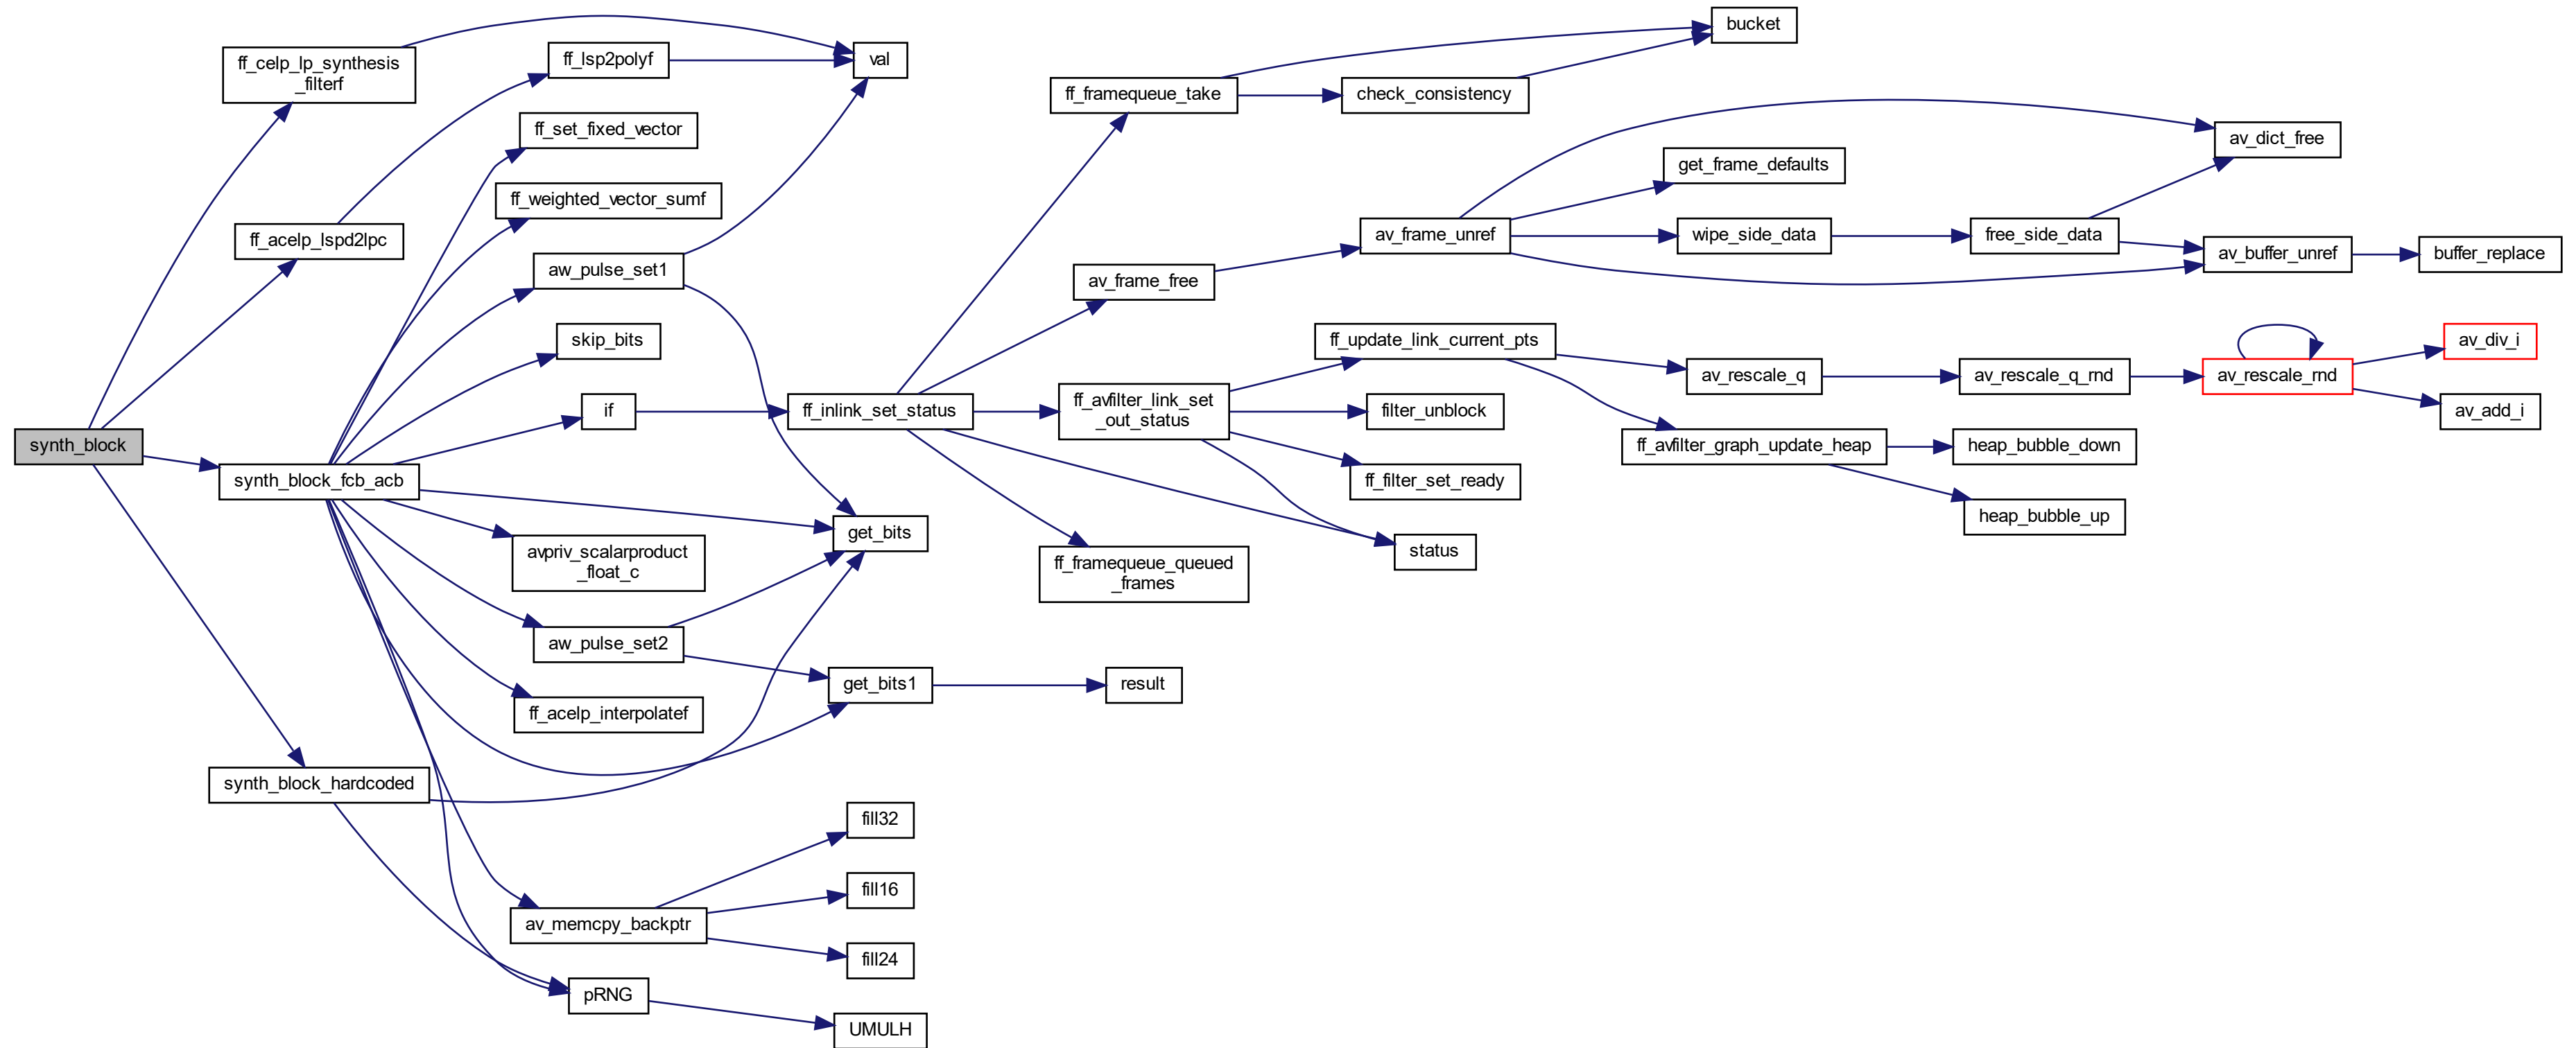 synth_block
ff_celp_lp_synthesis
_filterf
ff_acelp_lspd2lpc
synth_block_fcb_acb
synth_block_hardcoded
ff_lsp2polyf
ff_set_fixed_vector
ff_weighted_vector_sumf
aw_pulse_set1
skip_bits
if
avpriv_scalarproduct
_float_c
aw_pulse_set2
ff_acelp_interpolatef
av_memcpy_backptr
pRNG
val
ff_inlink_set_status
get_bits
get_bits1
fill32
fill16
fill24
UMULH
ff_framequeue_take
av_frame_free
ff_avfilter_link_set
_out_status
ff_framequeue_queued
_frames
result
check_consistency
av_frame_unref
ff_update_link_current_pts
filter_unblock
ff_filter_set_ready
status
bucket
get_frame_defaults
wipe_side_data
av_rescale_q
ff_avfilter_graph_update_heap
free_side_data
av_rescale_q_rnd
heap_bubble_down
heap_bubble_up
av_dict_free
av_buffer_unref
av_rescale_rnd
buffer_replace
av_div_i
av_add_i